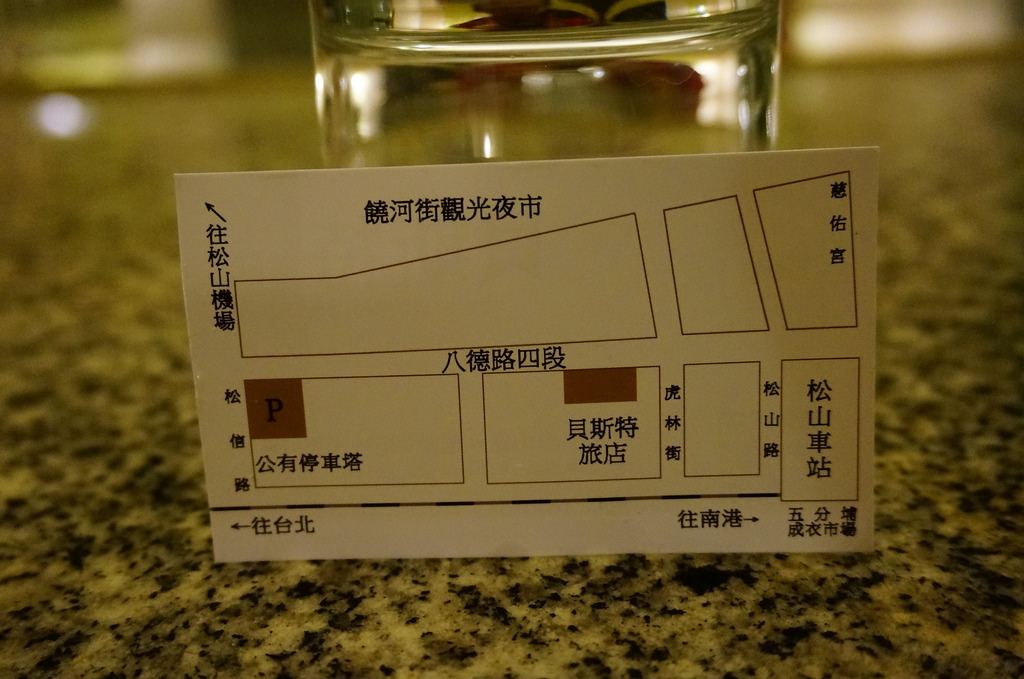 饒河街觀光夜市
慈佑宮
↖往松山機場
八德路四段
松信路
P
公有停車塔
貝斯特
旅店
虎林街
松山路
松山車站
←往台北
往南港→
五分埔
成衣市場